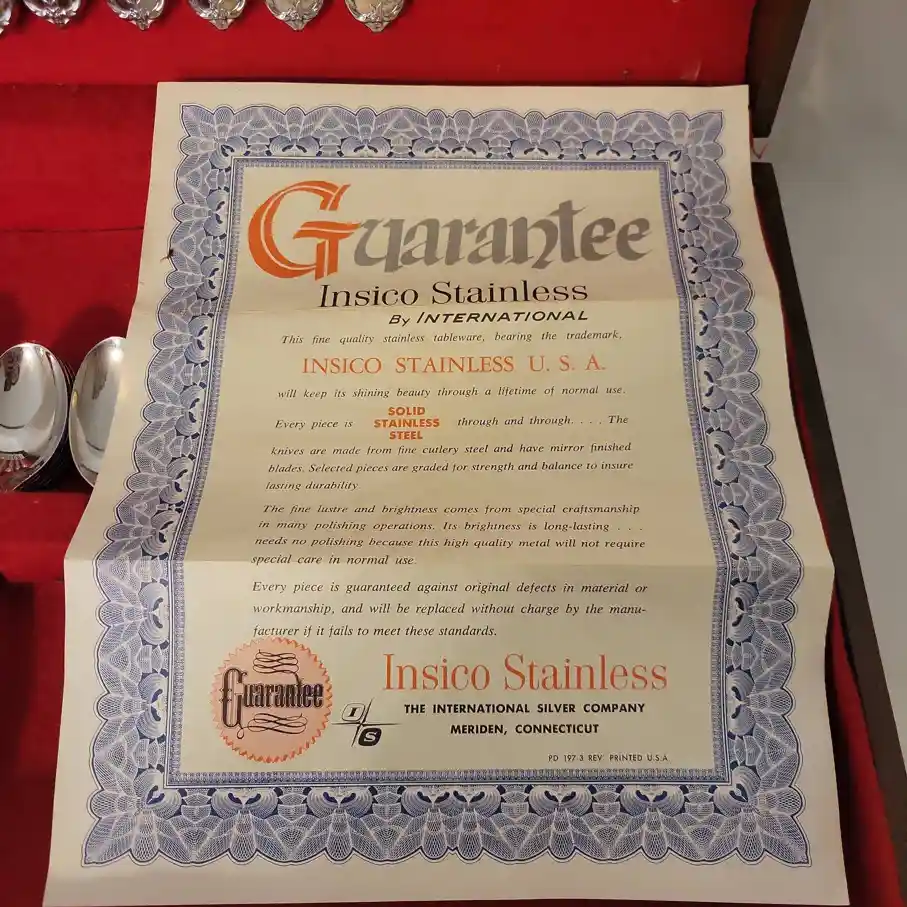 Guarantee
Insico Stainless
By INTERNATIONAL
This fine quality stainless tableware, bearing the trademark,
INSICO STAINLESS U. S. A.
will keep its shining beauty through a lifetime of normal use.
Every piece is SOLID STAINLESS STEEL through and through. . . . The
knives are made from fine cutlery steel and have mirror finished
blades. Selected pieces are graded for strength and balance to insure
lasting durability
The fine lustre and brightness comes from special craftsmanship
in many polishing operations. Its brightness is long-lasting . . .
needs no polishing because this high quality metal will not require
special care in normal use.
Every piece is guaranteed against original defects in material or
workmanship, and will be replaced without charge by the manu-
facturer if it fails to meet these standards.
Guarantee
Insico Stainless
I/S
THE INTERNATIONAL SILVER COMPANY
MERIDEN, CONNECTICUT
PD 197-3 REV PRINTED U.S.A.